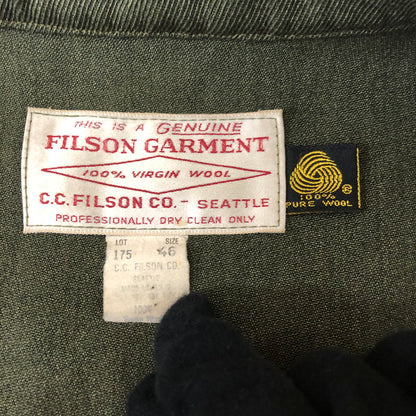 THIS IS A GENUINE
FILSON GARMENT
100% VIRGIN WOOL
C.C. FILSON CO.- SEATTLE
PROFESSIONALLY DRY CLEAN ONLY
100%
PURE WOOL
®
LOT SIZE
175 46
C.C. FILSON CO.